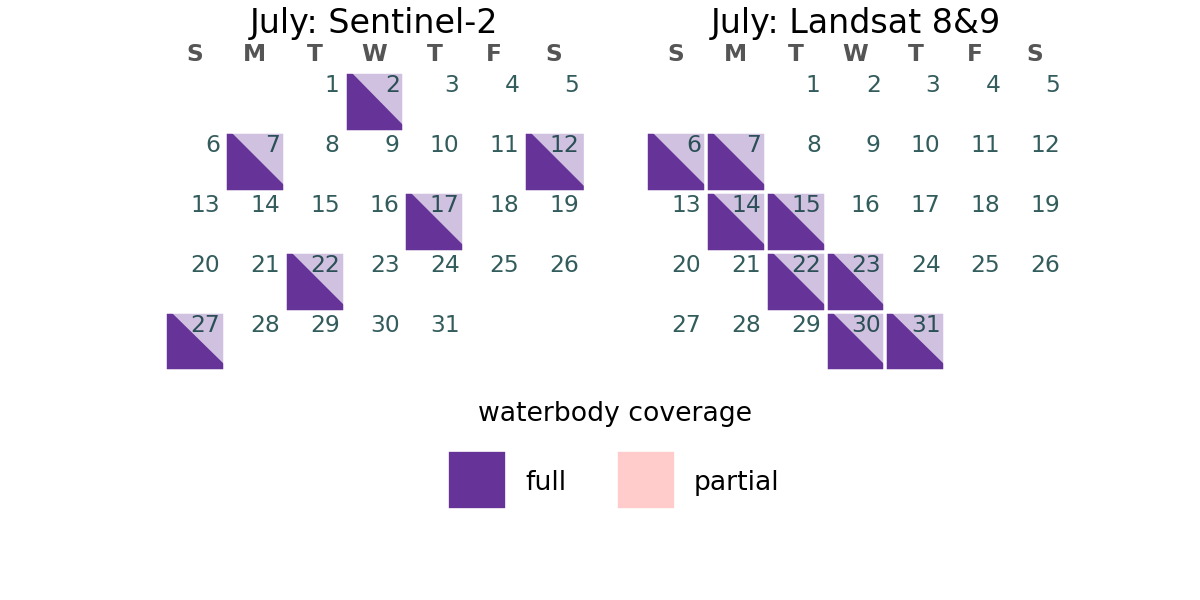 July: Sentinel-2
S M T W T F S
1 2 3 4 5
6 7 8 9 10 11 12
13 14 15 16 17 18 19
20 21 22 23 24 25 26
27 28 29 30 31
July: Landsat 8&9
S M T W T F S
1 2 3 4 5
6 7 8 9 10 11 12
13 14 15 16 17 18 19
20 21 22 23 24 25 26
27 28 29 30 31
waterbody coverage
full
partial